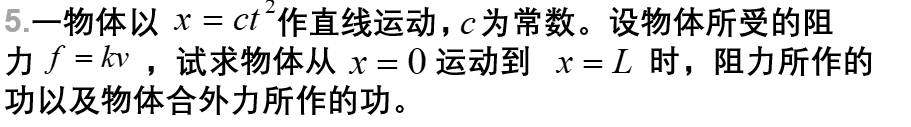 5.一物体以 x = ct² 作直线运动，c 为常数。设物体所受的阻
力 f = kv ，试求物体从 x = 0 运动到 x = L 时，阻力所作的
功以及物体合外力所作的功。